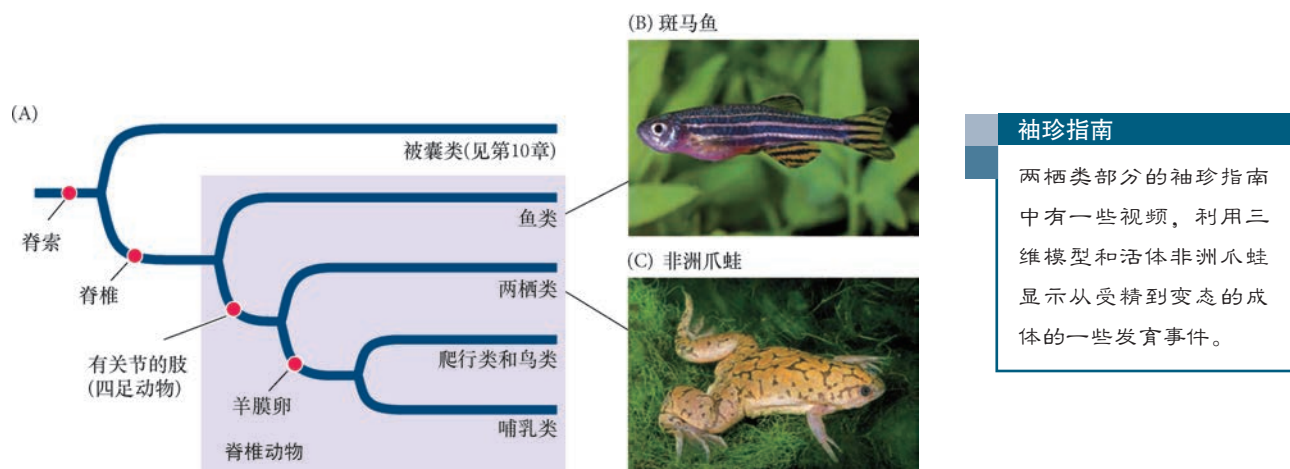 (A)
被囊类(见第10章)
脊索
鱼类
脊椎
两栖类
有关节的肢
(四足动物)
爬行类和鸟类
羊膜卵
哺乳类
脊椎动物
(B) 斑马鱼
(C) 非洲爪蛙
袖珍指南
两栖类部分的袖珍指南
中有一些视频，利用三
维模型和活体非洲爪蛙
显示从受精到变态的成
体的一些发育事件。